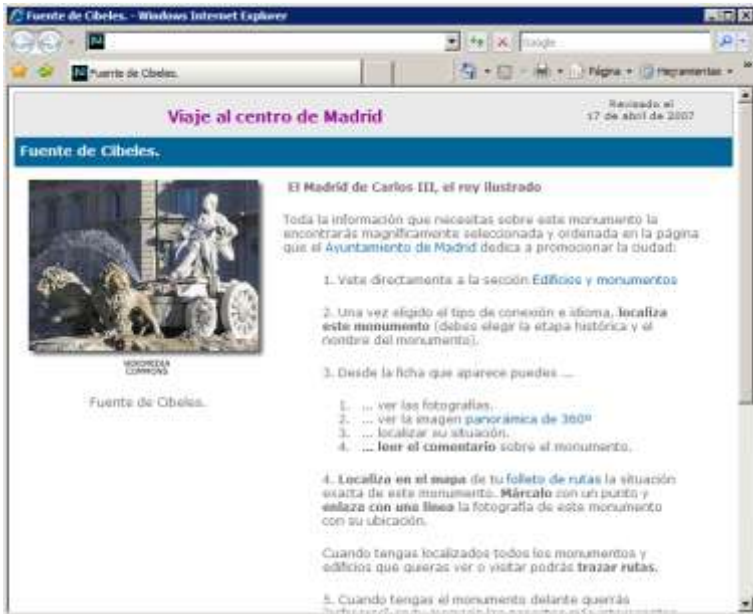 Fuente de Cibeles. - Windows Internet Explorer
Google
Fuente de Cibeles.
Página
Herramientas
Viaje al centro de Madrid
Revisado el
17 de abril de 2007
Fuente de Cibeles.
El Madrid de Carlos III, el rey ilustrado
Toda la información que necesitas sobre este monumento la
encontrarás magníficamente seleccionada y ordenada en la página
que el Ayuntamiento de Madrid dedica a promocionar la ciudad:
1. Vete directamente a la sección Edificios y monumentos
2. Una vez eligido el tipo de conexión e idioma, localiza
este monumento (debes elegir la etapa histórica y el
nombre del monumento).
3. Desde la ficha que aparece puedes ...
1. ... ver las fotografías.
2. ... ver la imagen panorámica de 360º
3. ... localizar su situación.
4. ... leer el comentario sobre el monumento.
WIKIMEDIA
COMMONS
Fuente de Cibeles.
4. Localiza en el mapa de tu folleto de rutas la situación
exacta de este monumento. Márcalo con un punto y
enlaza con una línea la fotografía de este monumento
con su ubicación.
Cuando tengas localizados todos los monumentos y
edificios que quieras ver o visitar podrás trazar rutas.
5. Cuando tengas el monumento delante querrás